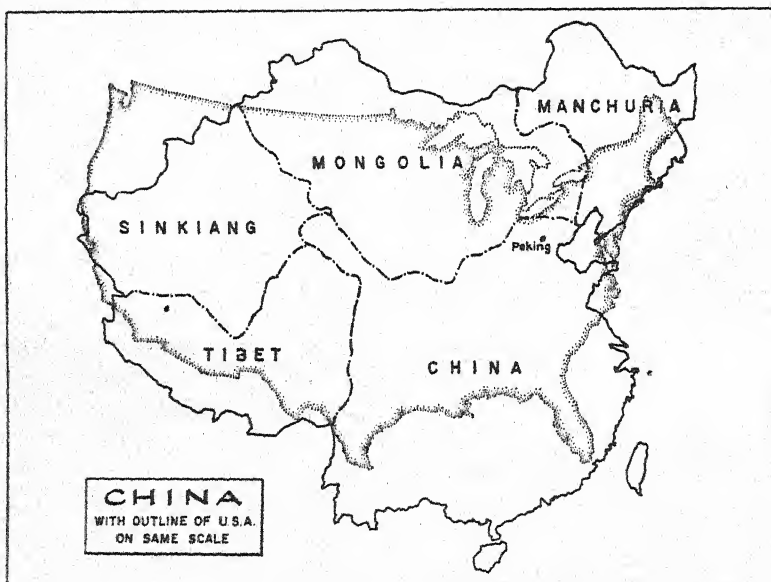 MANCHURIA
MONGOLIA
SINKIANG
Peking
TIBET
CHINA
CHINA
WITH OUTLINE OF U.S.A.
ON SAME SCALE